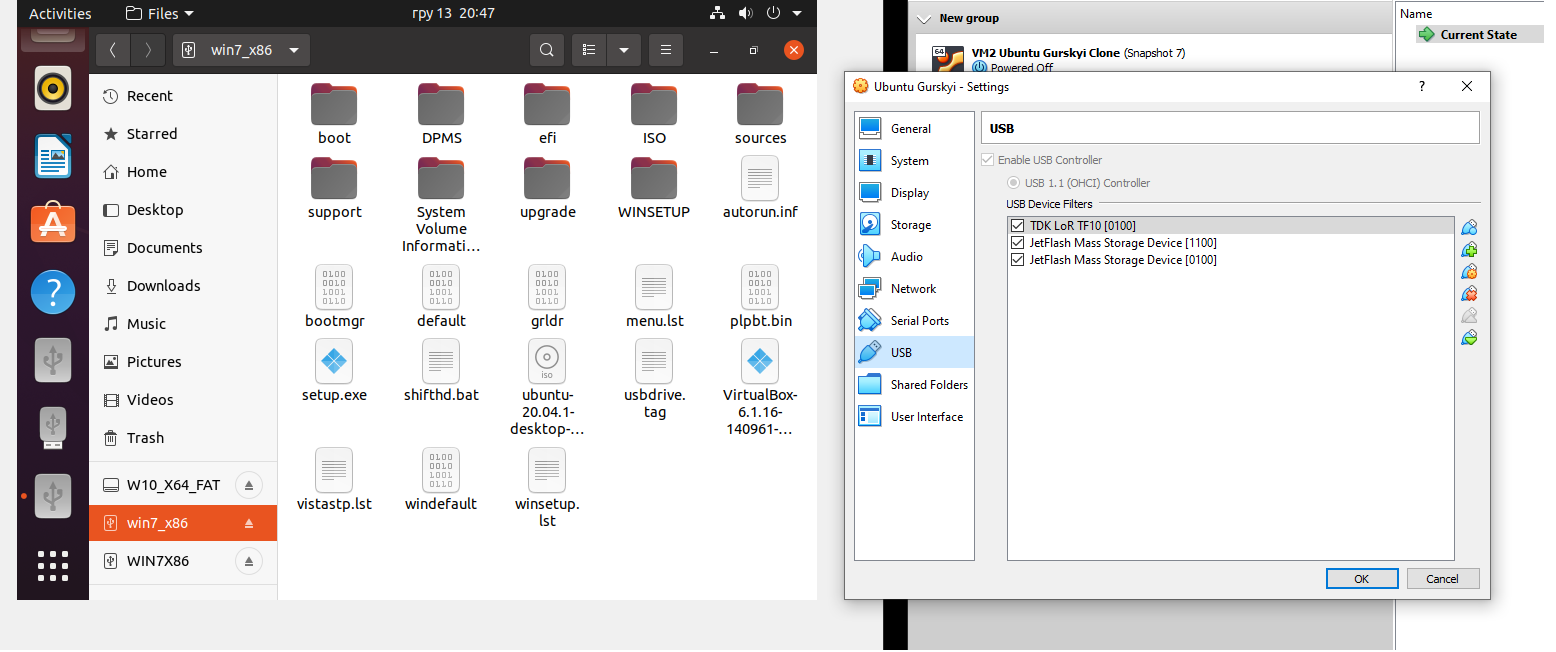 Activities
Files
гру 13 20:47
win7_x86
Recent
Starred
Home
Desktop
Documents
Downloads
Music
Pictures
Videos
Trash
W10_X64_FAT
win7_x86
WIN7X86
boot
DPMS
efi
ISO
sources
support
System
Volume
Informati...
upgrade
WINSETUP
autorun.inf
bootmgr
default
grldr
menu.lst
plpbt.bin
setup.exe
shifthd.bat
iso
ubuntu-
20.04.1-
desktop-...
usbdrive.
tag
VirtualBox-
6.1.16-
140961-...
vistastp.lst
windefault
winsetup.
lst
New group
64
VM2 Ubuntu Gurskyi Clone (Snapshot 7)
Powered Off
Name
Current State
Ubuntu Gurskyi - Settings
?
General
System
Display
Storage
Audio
Network
Serial Ports
USB
Shared Folders
User Interface
USB
Enable USB Controller
USB 1.1 (OHCI) Controller
USB Device Filters
TDK LoR TF10 [0100]
JetFlash Mass Storage Device [1100]
JetFlash Mass Storage Device [0100]
OK
Cancel